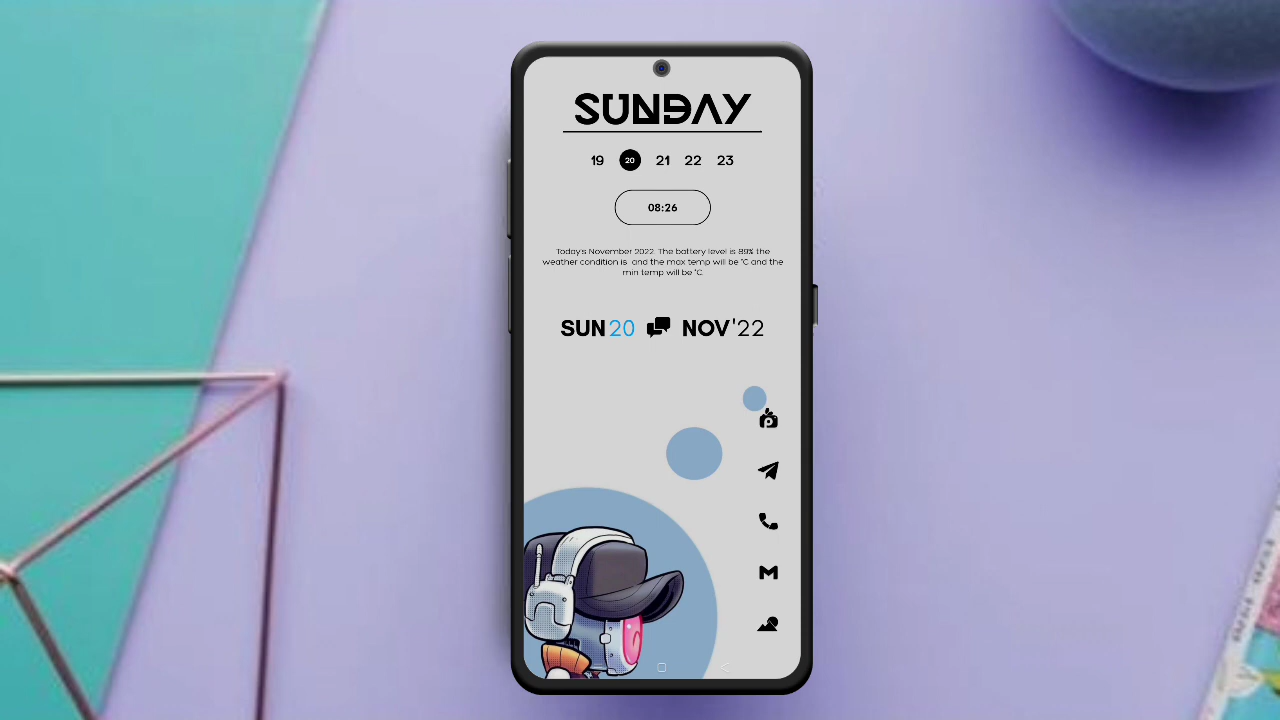 SUNDAY
19 20 21 22 23
08:26
Today's November 2022. The battery level is 89% the
weather condition is and the max temp will be °C and the
min temp will be °C.
SUN 20 NOV '22